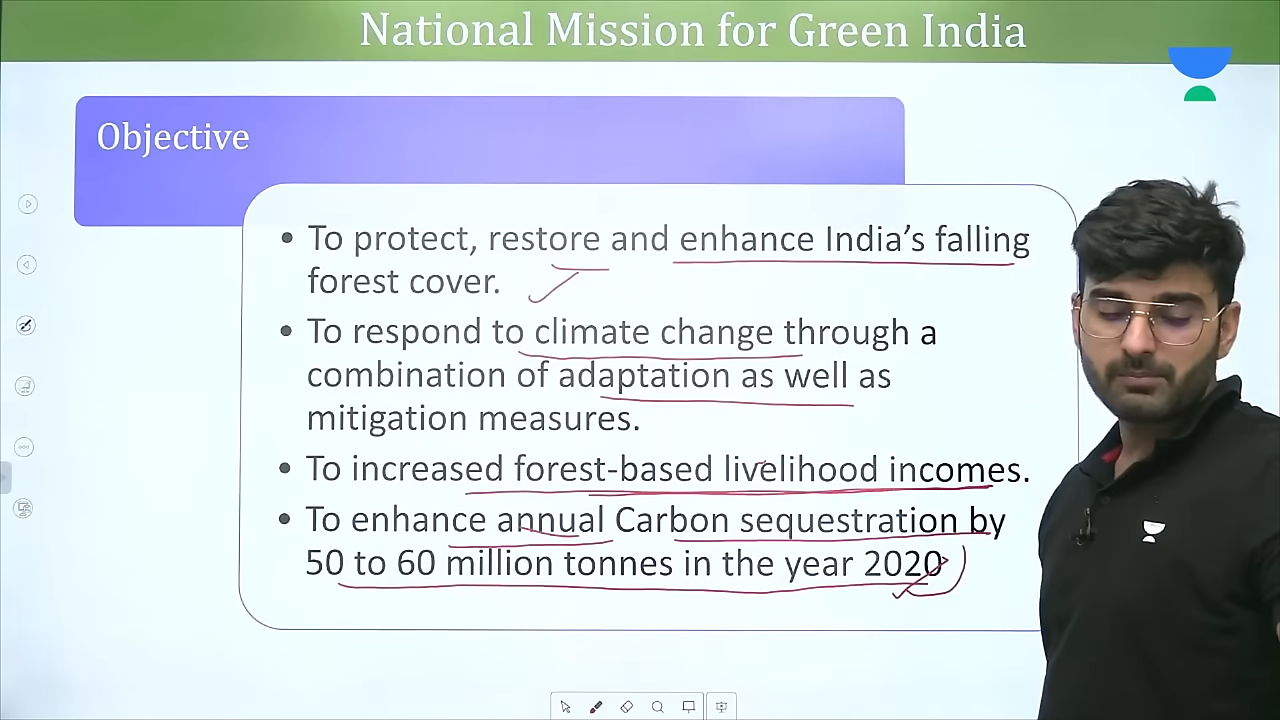 National Mission for Green India
Objective
• To protect, restore and enhance India's falling
forest cover.
• To respond to climate change through a
combination of adaptation as well as
mitigation measures.
• To increased forest-based livelihood incomes.
• To enhance annual Carbon sequestration by
50 to 60 million tonnes in the year 2020